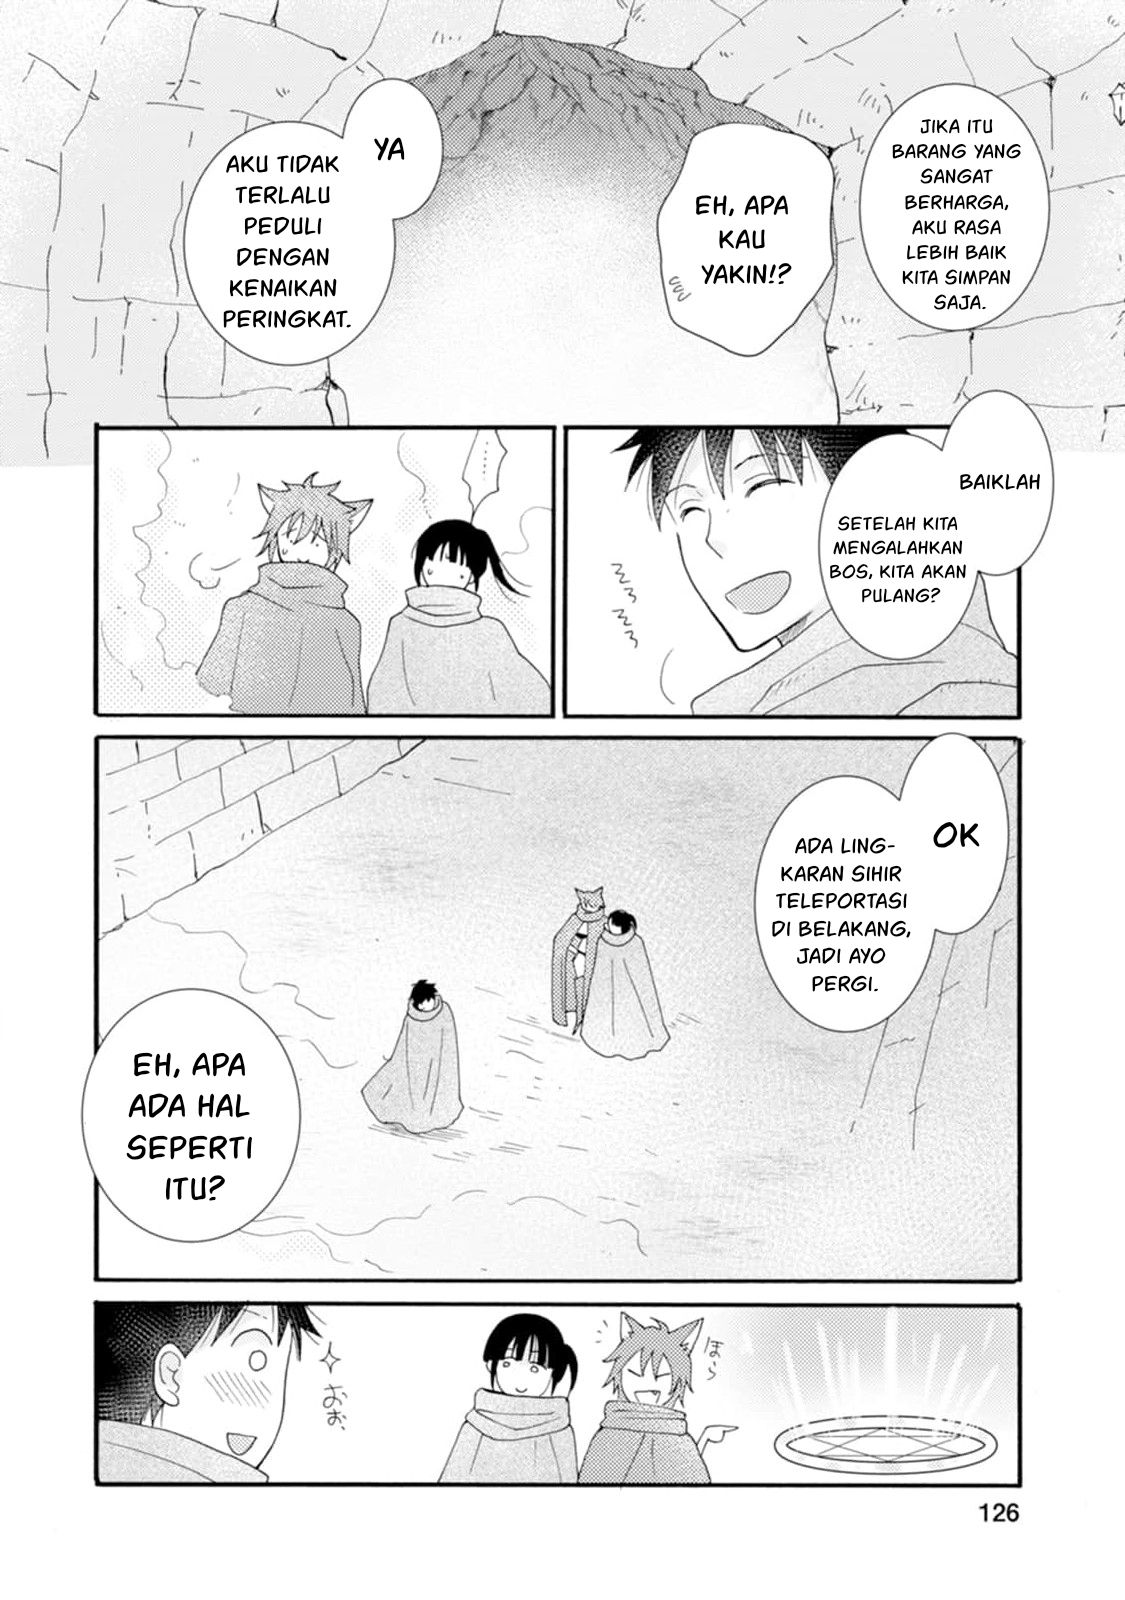 JIKA ITU
BARANG YANG
SANGAT
BERHARGA,
AKU RASA
LEBIH BAIK
KITA SIMPAN
SAJA.
EH, APA
KAU
YAKIN!?
YA
AKU TIDAK
TERLALU
PEDULI
DENGAN
KENAIKAN
PERINGKAT.
BAIKLAH
SETELAH KITA
MENGALAHKAN
BOS, KITA AKAN
PULANG?
OK
ADA LING-
KARAN SIHIR
TELEPORTASI
DI BELAKANG,
JADI AYO
PERGI.
EH, APA
ADA HAL
SEPERTI
ITU?
ほら
おお、
126